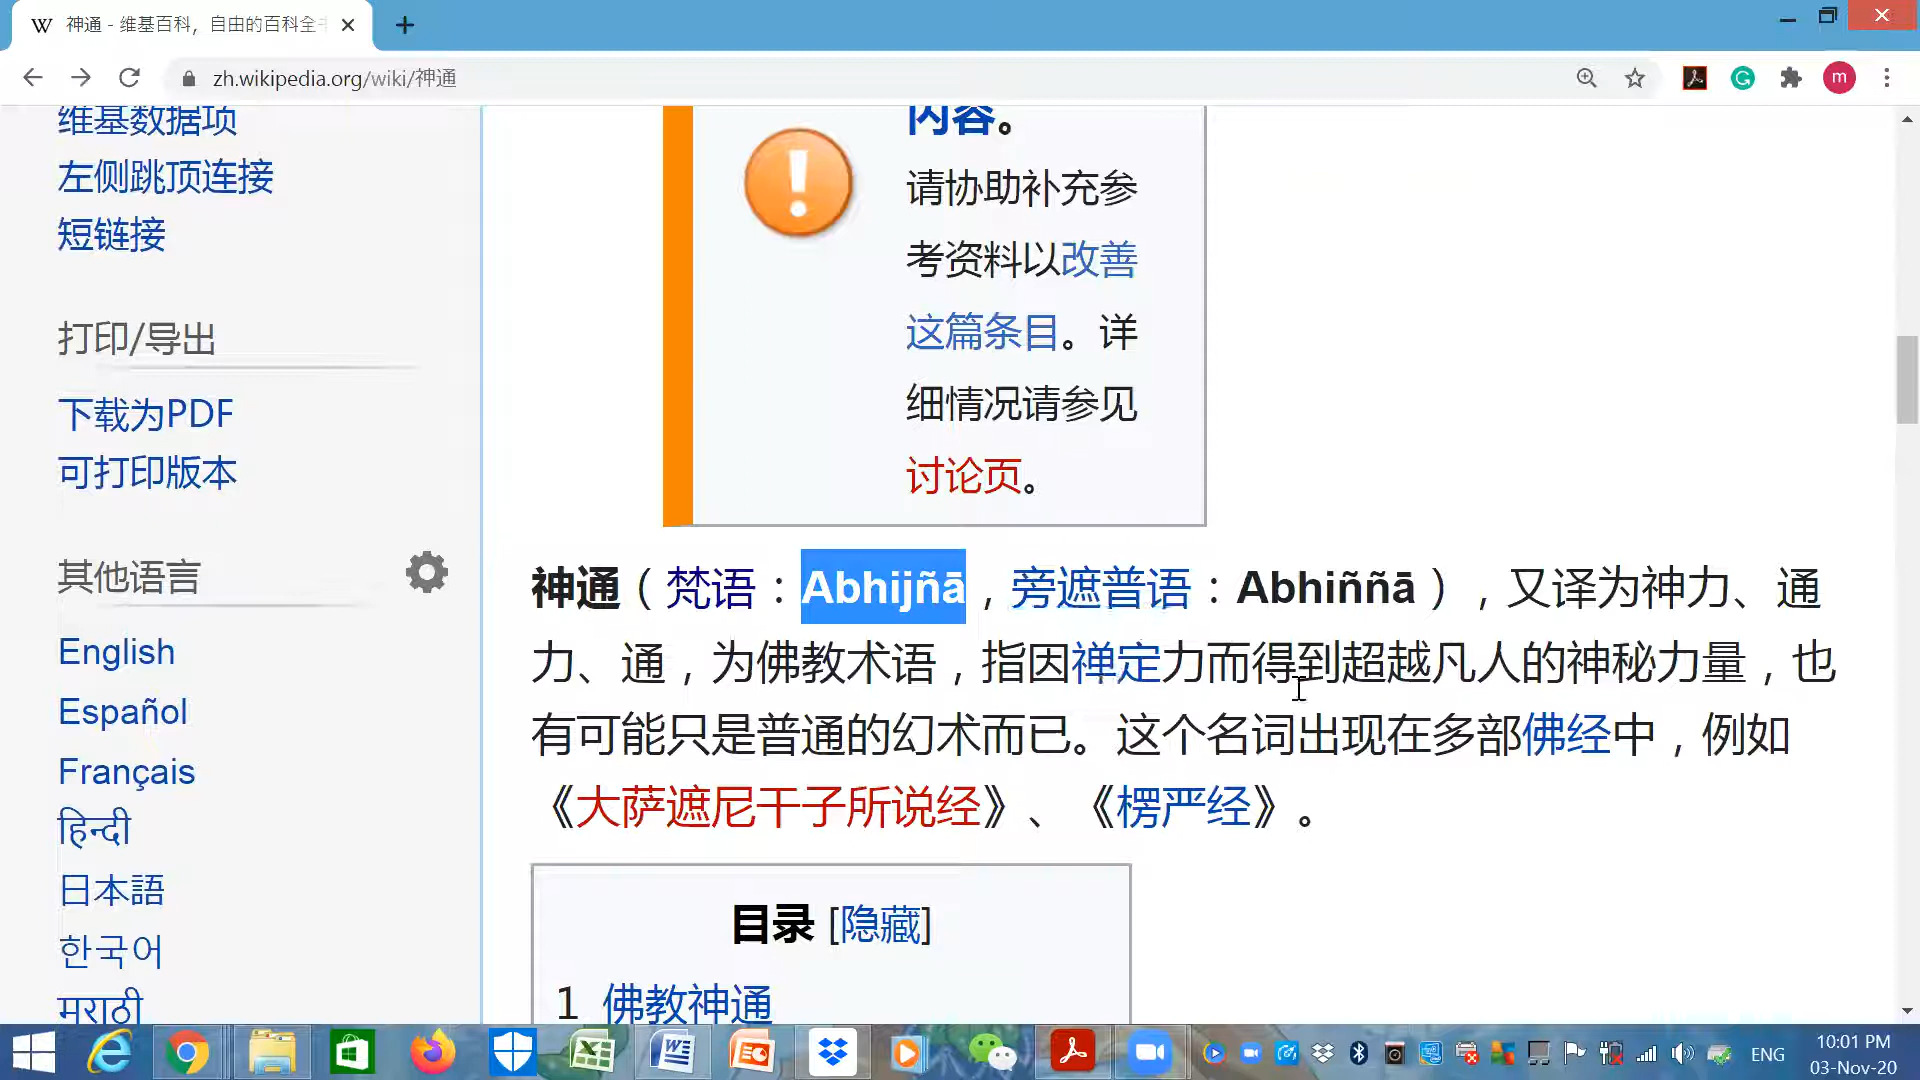 神通 - 维基百科，自由的百科全
zh.wikipedia.org/wiki/神通
m
维基数据项
左侧跳顶连接
短链接
打印/导出
下载为PDF
可打印版本
其他语言
English
Español
Français
हिन्दी
日本語
한국어
मराठी
内容。
请协助补充参
考资料以改善
这篇条目。详
细情况请参见
讨论页。
神通（梵语：Abhijñā，旁遮普语：Abhiññā），又译为神力、通
力、通，为佛教术语，指因禅定力而得到超越凡人的神秘力量，也
有可能只是普通的幻术而已。这个名词出现在多部佛经中，例如
《大萨遮尼干子所说经》、《楞严经》。
目录 [隐藏]
1 佛教神通
ENG
10:01 PM
03-Nov-20